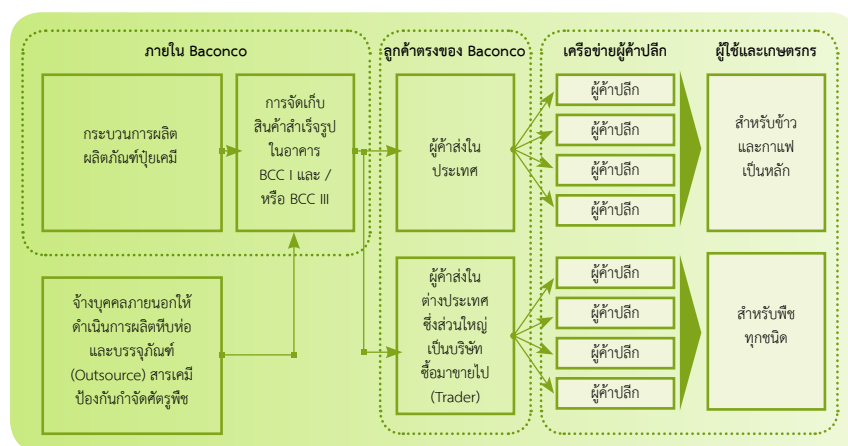 ภายใน Baconco
ลูกค้าตรงของ Baconco
เครือข่ายผู้ค้าปลีก
ผู้ใช้และเกษตรกร
กระบวนการผลิต
ผลิตภัณฑ์ปุ๋ยเคมี
การจัดเก็บ
สินค้าสำเร็จรูป
ในอาคาร
BCC I และ /
หรือ BCC III
ผู้ค้าส่งใน
ประเทศ
ผู้ค้าปลีก
ผู้ค้าปลีก
ผู้ค้าปลีก
ผู้ค้าปลีก
สำหรับข้าว
และกาแฟ
เป็นหลัก
จ้างบุคคลภายนอกให้
ดำเนินการผลิตหีบห่อ
และบรรจุภัณฑ์
(Outsource) สารเคมี
ป้องกันกำจัดศัตรูพืช
ผู้ค้าส่งใน
ต่างประเทศ
ซึ่งส่วนใหญ่
เป็นบริษัท
ซื้อมาขายไป
(Trader)
ผู้ค้าปลีก
ผู้ค้าปลีก
ผู้ค้าปลีก
ผู้ค้าปลีก
สำหรับพืช
ทุกชนิด